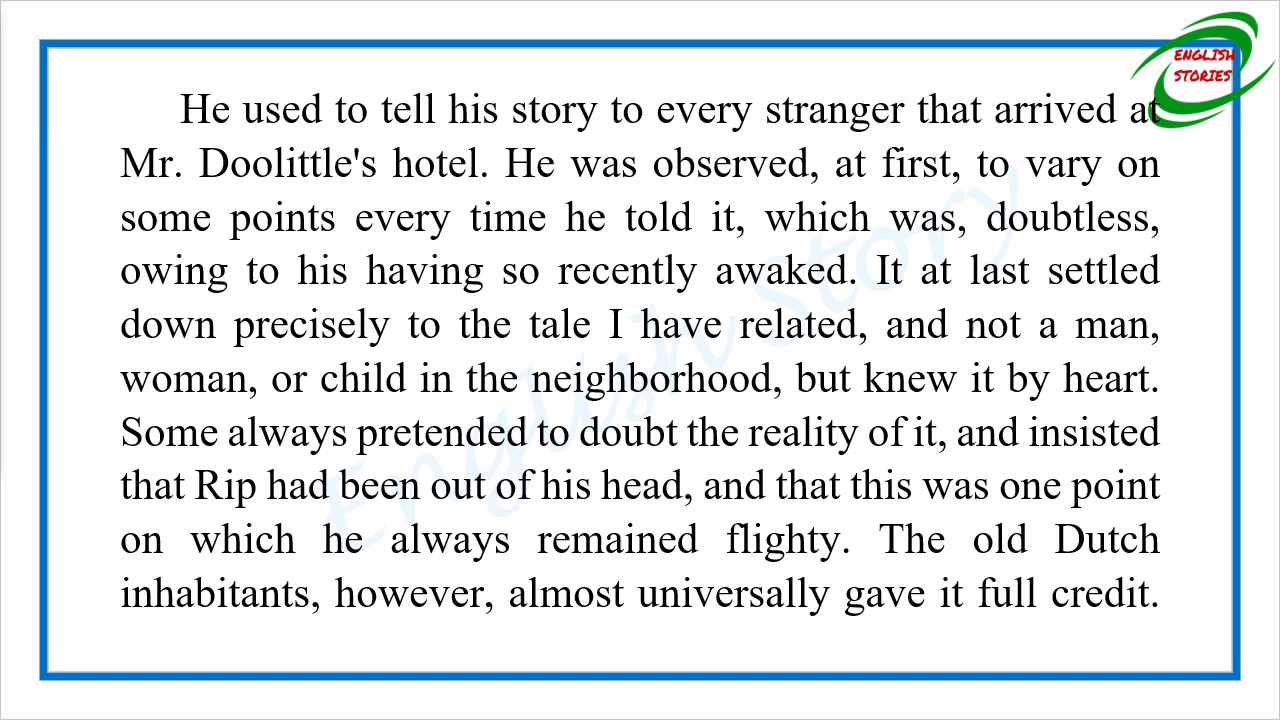 ENGLISH
STORIES
He used to tell his story to every stranger that arrived at
Mr. Doolittle's hotel. He was observed, at first, to vary on
some points every time he told it, which was, doubtless,
owing to his having so recently awaked. It at last settled
down precisely to the tale I have related, and not a man,
woman, or child in the neighborhood, but knew it by heart.
Some always pretended to doubt the reality of it, and insisted
that Rip had been out of his head, and that this was one point
on which he always remained flighty. The old Dutch
inhabitants, however, almost universally gave it full credit.
English Story